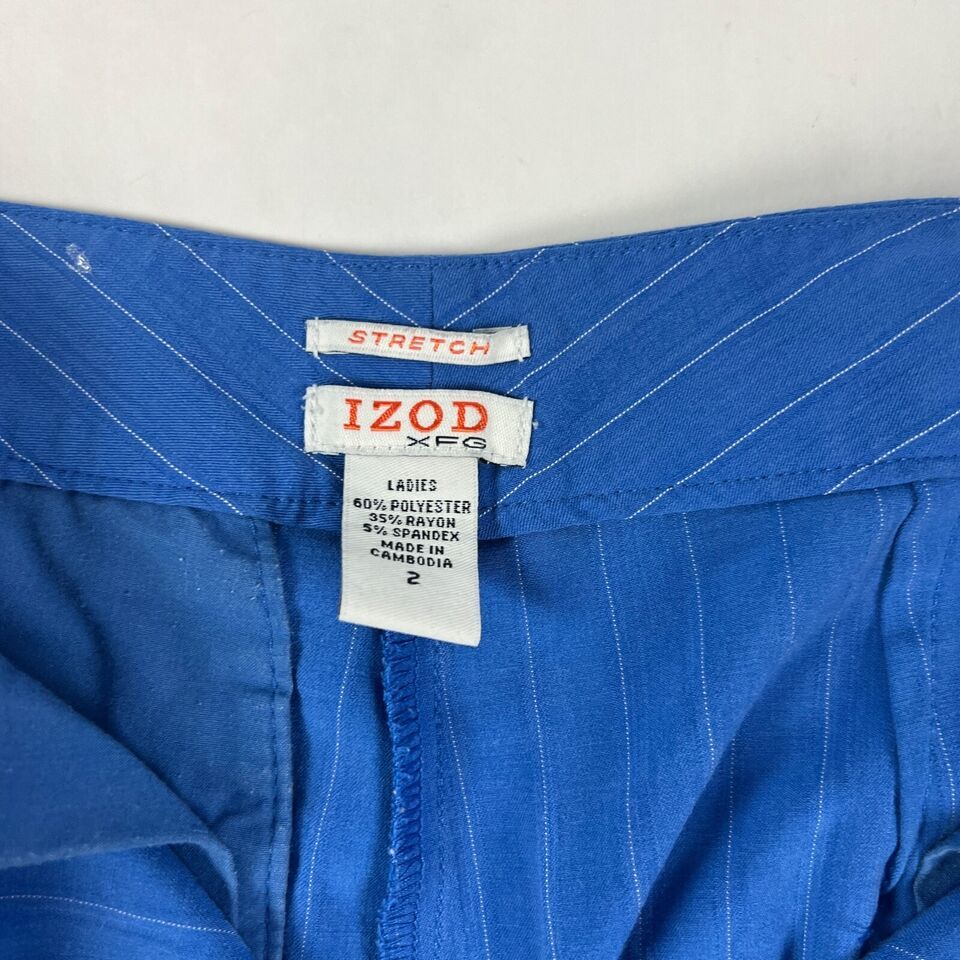 STRETCH
IZOD
XFG
LADIES
60% POLYESTER
35% RAYON
5% SPANDEX
MADE IN
CAMBODIA
2